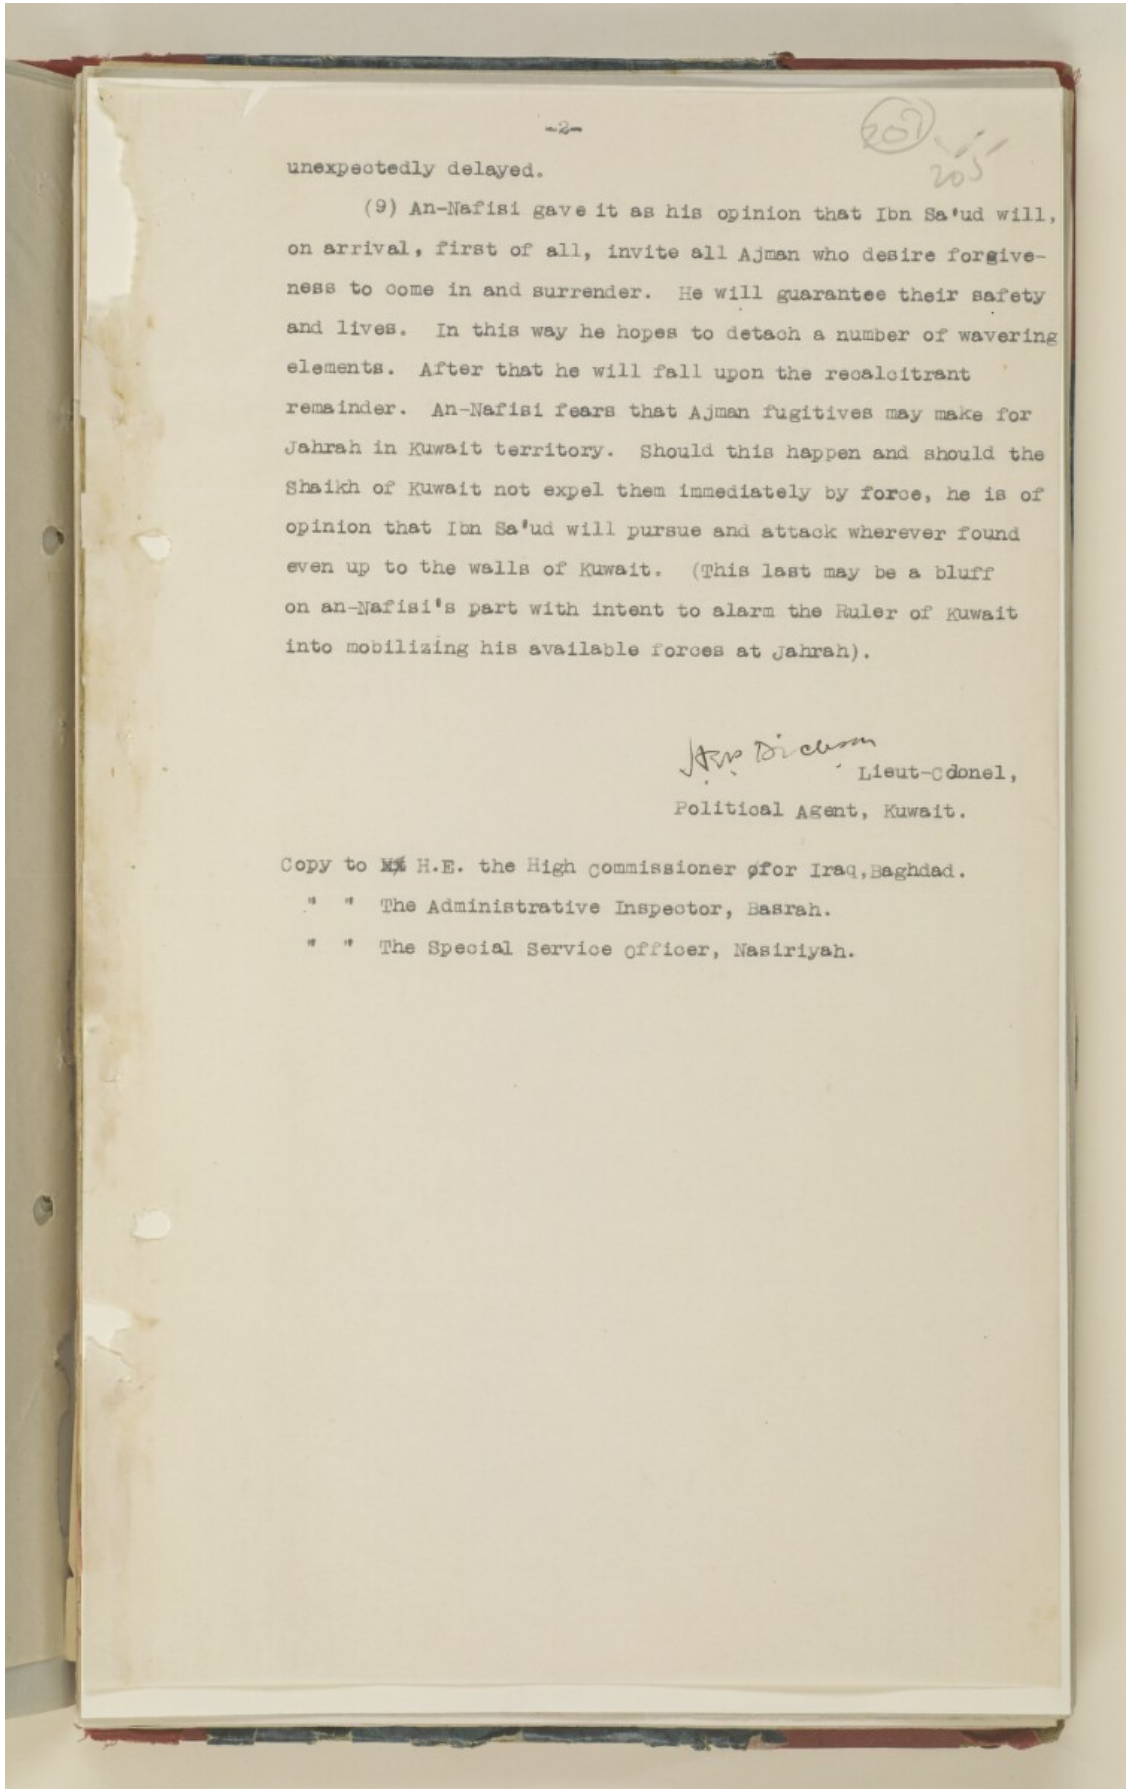 -2-
205
unexpectedly delayed.
(9) An-Nafisi gave it as his opinion that Ibn Sa'ud will,
on arrival, first of all, invite all Ajman who desire forgive-
ness to come in and surrender. He will guarantee their safety
and lives. In this way he hopes to detach a number of wavering
elements. After that he will fall upon the recalcitrant
remainder. An-Nafisi fears that Ajman fugitives may make for
Jahrah in Kuwait territory. Should this happen and should the
Shaikh of Kuwait not expel them immediately by force, he is of
opinion that Ibn Sa'ud will pursue and attack wherever found
even up to the walls of Kuwait. (This last may be a bluff
on an-Nafisi's part with intent to alarm the Ruler of Kuwait
into mobilizing his available forces at Jahrah).
Dickson
Lieut-Cdonel,
Political Agent, Kuwait.
Copy to H.E. the High Commissioner for Iraq, Baghdad.
" " The Administrative Inspector, Basrah.
" " The Special Service Officer, Nasiriyah.